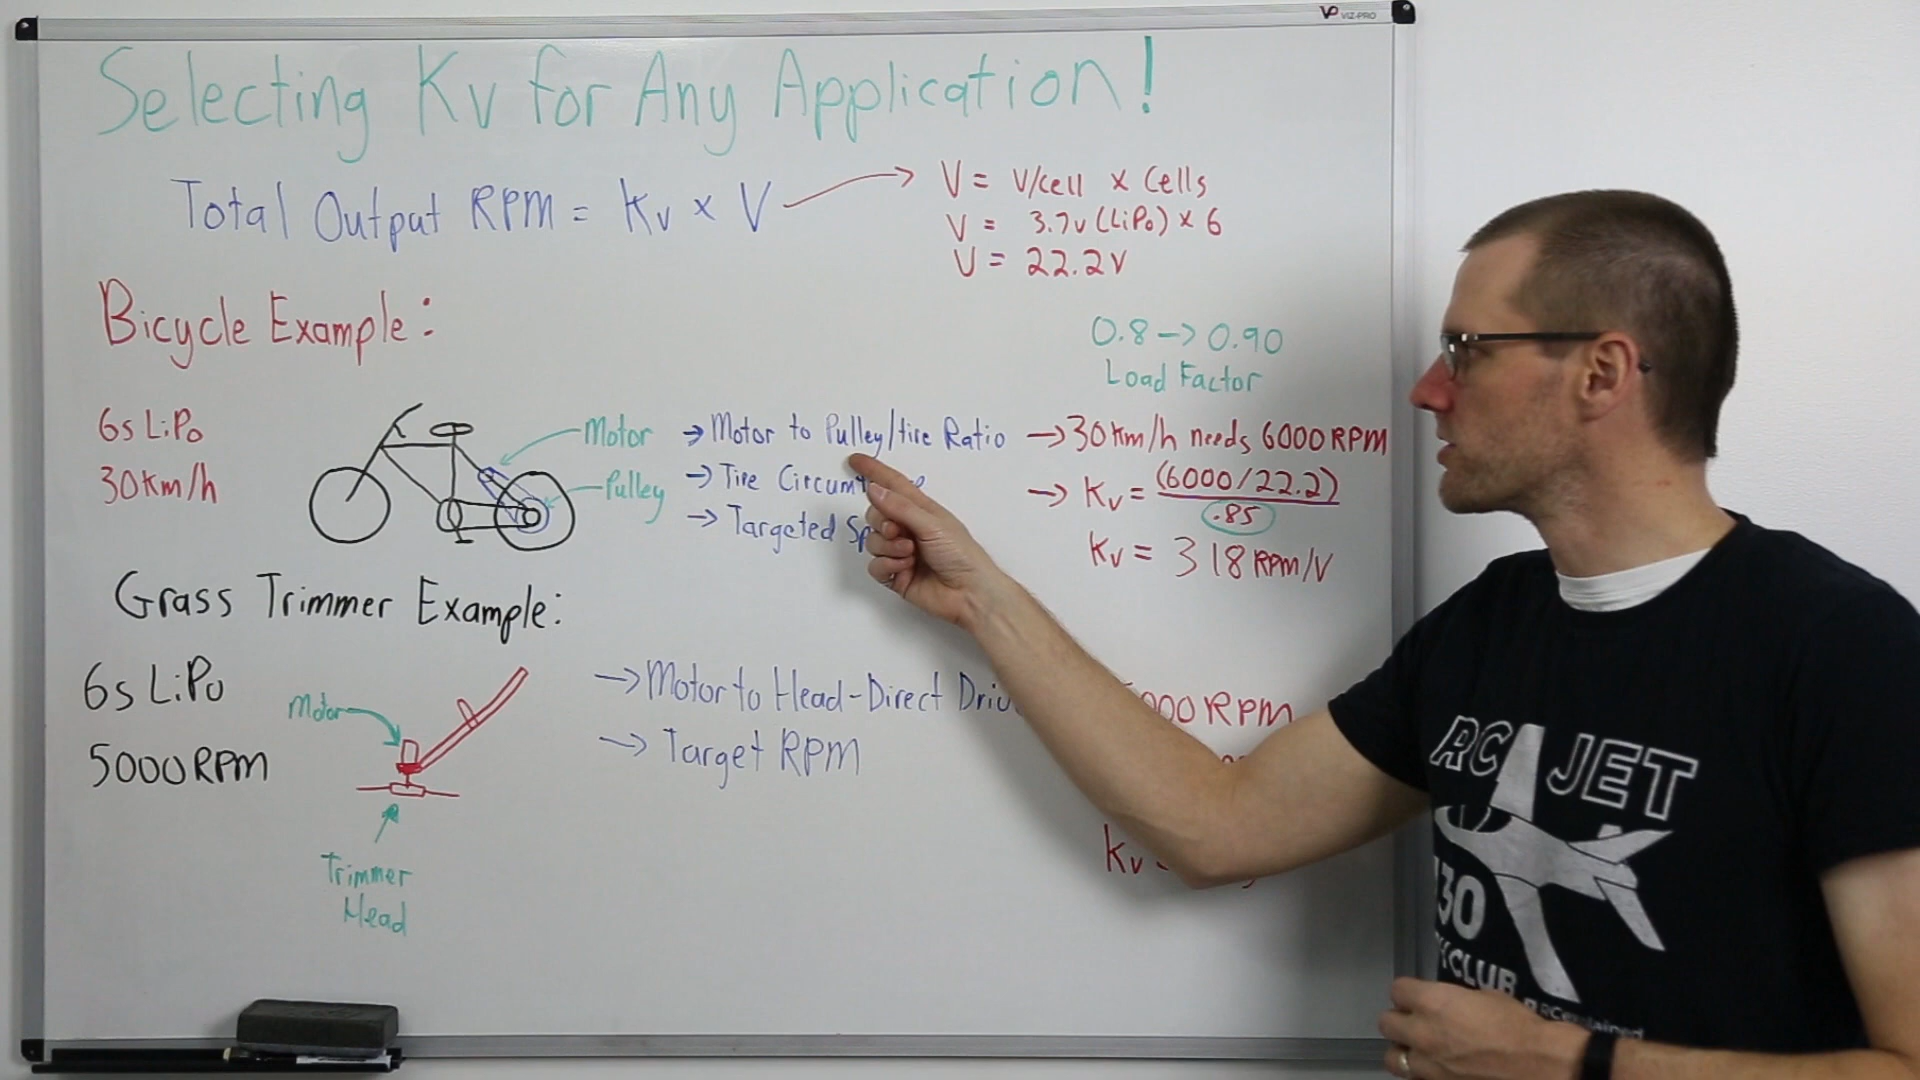 VP VIZ-PRO
Selecting Kv for Any Application!
Total Output RPM = Kv x V
V = V/cell x Cells
V = 3.7v (LiPo) x 6
V = 22.2V
Bicycle Example:
0.8 -> 0.90
Load Factor
6s LiPo
30km/h
Motor
Pulley
-> Motor to Pulley/tire Ratio
-> Tire
-> Targeted
-> 30km/h needs 6000RPM
-> Kv = (6000/22.2)
.85
Kv = 318 RPM/V
Grass Trimmer Example:
6s LiPo
5000RPM
Motor
Trimmer
Head
-> Motor to Head-Direct
-> Target RPM
RPM
Kv
RC JET
CLUB